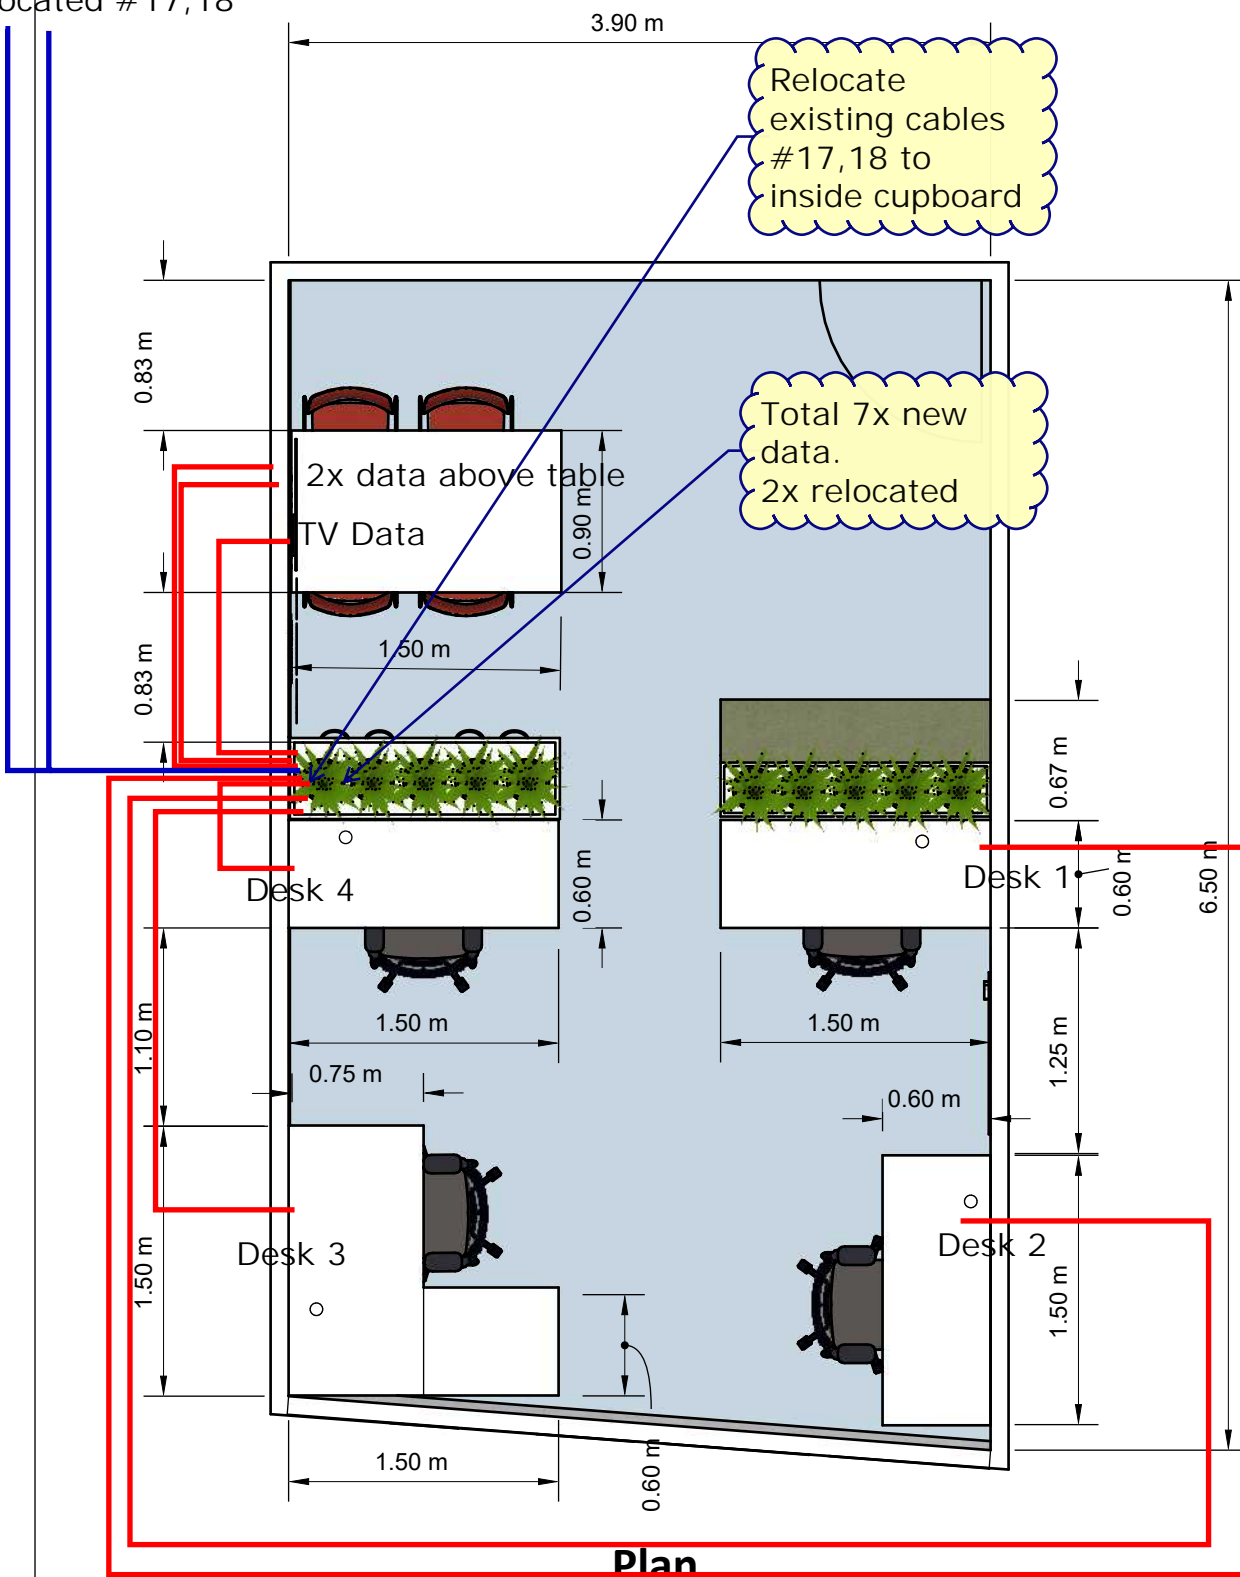 #17,18
3.90 m
Relocate
existing cables
#17,18 to
inside cupboard
0.83 m
Total 7x new
data.
2x relocated
2x data above table
TV Data
0.90 m
0.83 m
1.50 m
0.67 m
Desk 4
0.60 m
Desk 1
0.60 m
6.50 m
1.10 m
1.50 m
1.50 m
1.25 m
0.75 m
0.60 m
Desk 3
Desk 2
1.50 m
1.50 m
1.50 m
0.60 m
Plan